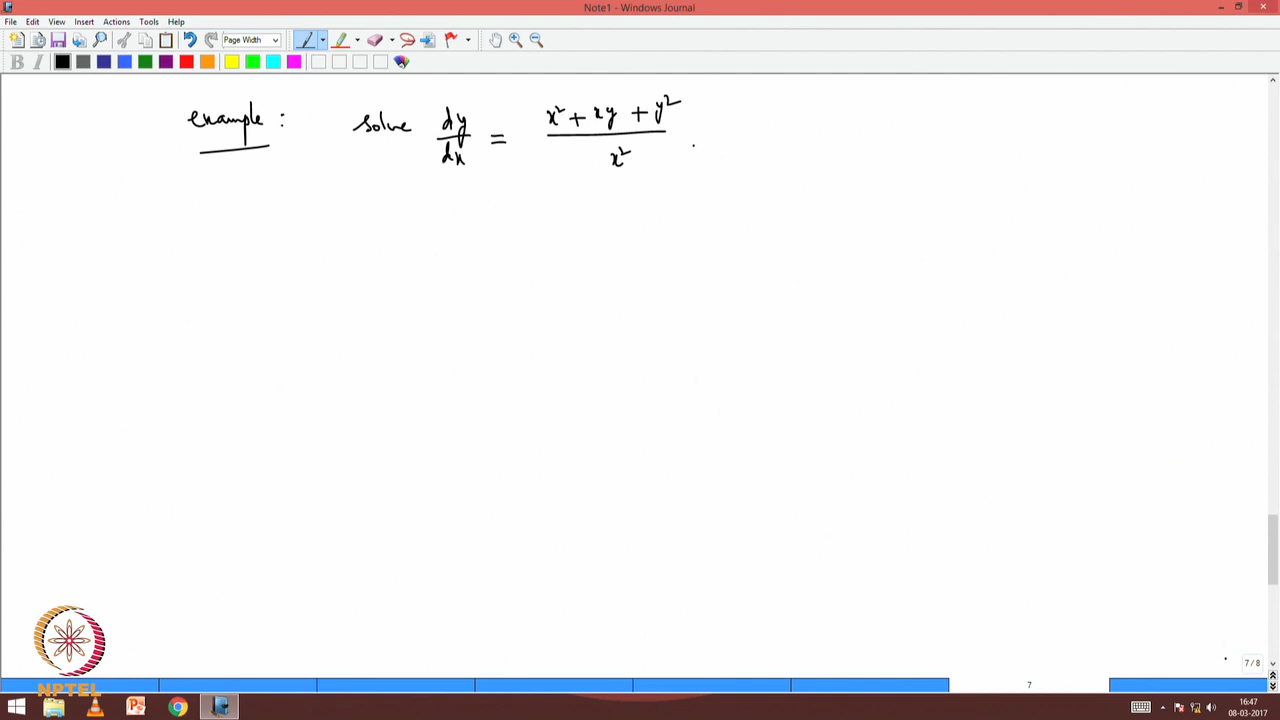 Note1 - Windows Journal
File Edit View Insert Actions Tools Help
Page Width
B I
example : solve dy/dx = (x² + xy + y²)/x² .
7 / 8
NPTEL
7
16:47
08-03-2017